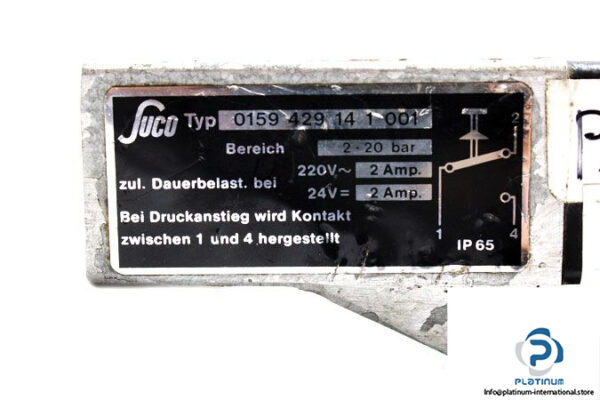 Suco Typ 0159 429 14 1 001
Bereich 2-20 bar
zul. Dauerbelast. bei 220V~ 2 Amp.
24V= 2 Amp.
Bei Druckanstieg wird Kontakt
zwischen 1 und 4 hergestellt
2
1
4
IP 65
PLATINUM
Info@platinum-international.store